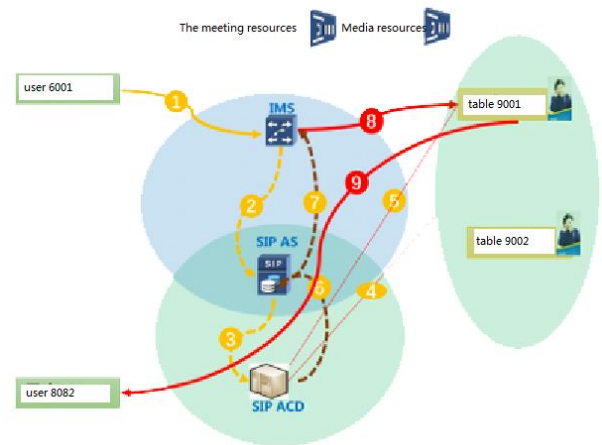 The meeting resources
Media resources
user 6001
1
IMS
8
table 9001
9
2
7
5
SIP AS
SIP
table 9002
6
4
3
user 8082
SIP ACD